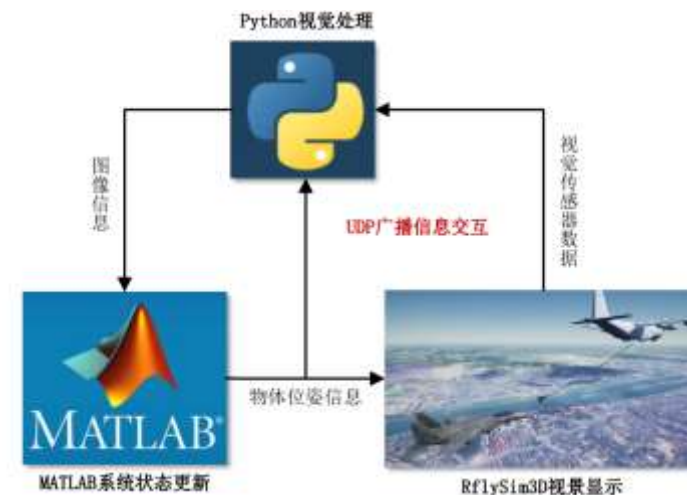 Python视觉处理
图像信息
视觉传感器数据
UDP广播信息交互
MATLAB®
物体位姿信息
MATLAB系统状态更新
RflySim3D视景显示